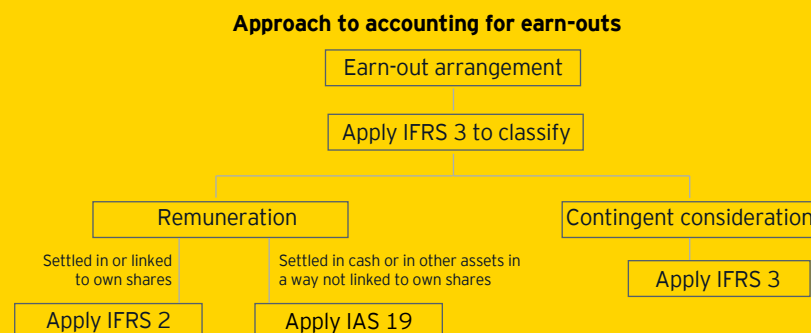 Approach to accounting for earn-outs
Earn-out arrangement
Apply IFRS 3 to classify
Remuneration
Contingent consideration
Settled in or linked
to own shares
Settled in cash or in other assets in
a way not linked to own shares
Apply IFRS 3
Apply IFRS 2
Apply IAS 19